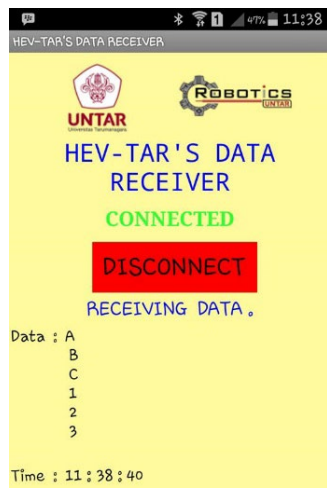 47% 11:38
HEV-TAR'S DATA RECEIVER
UNTAR
Universitas Tarumanagara
ROBOTICS
UNTAR
HEV-TAR'S DATA
RECEIVER
CONNECTED
DISCONNECT
RECEIVING DATA.
Data : A
B
C
1
2
3
Time : 11:38:40